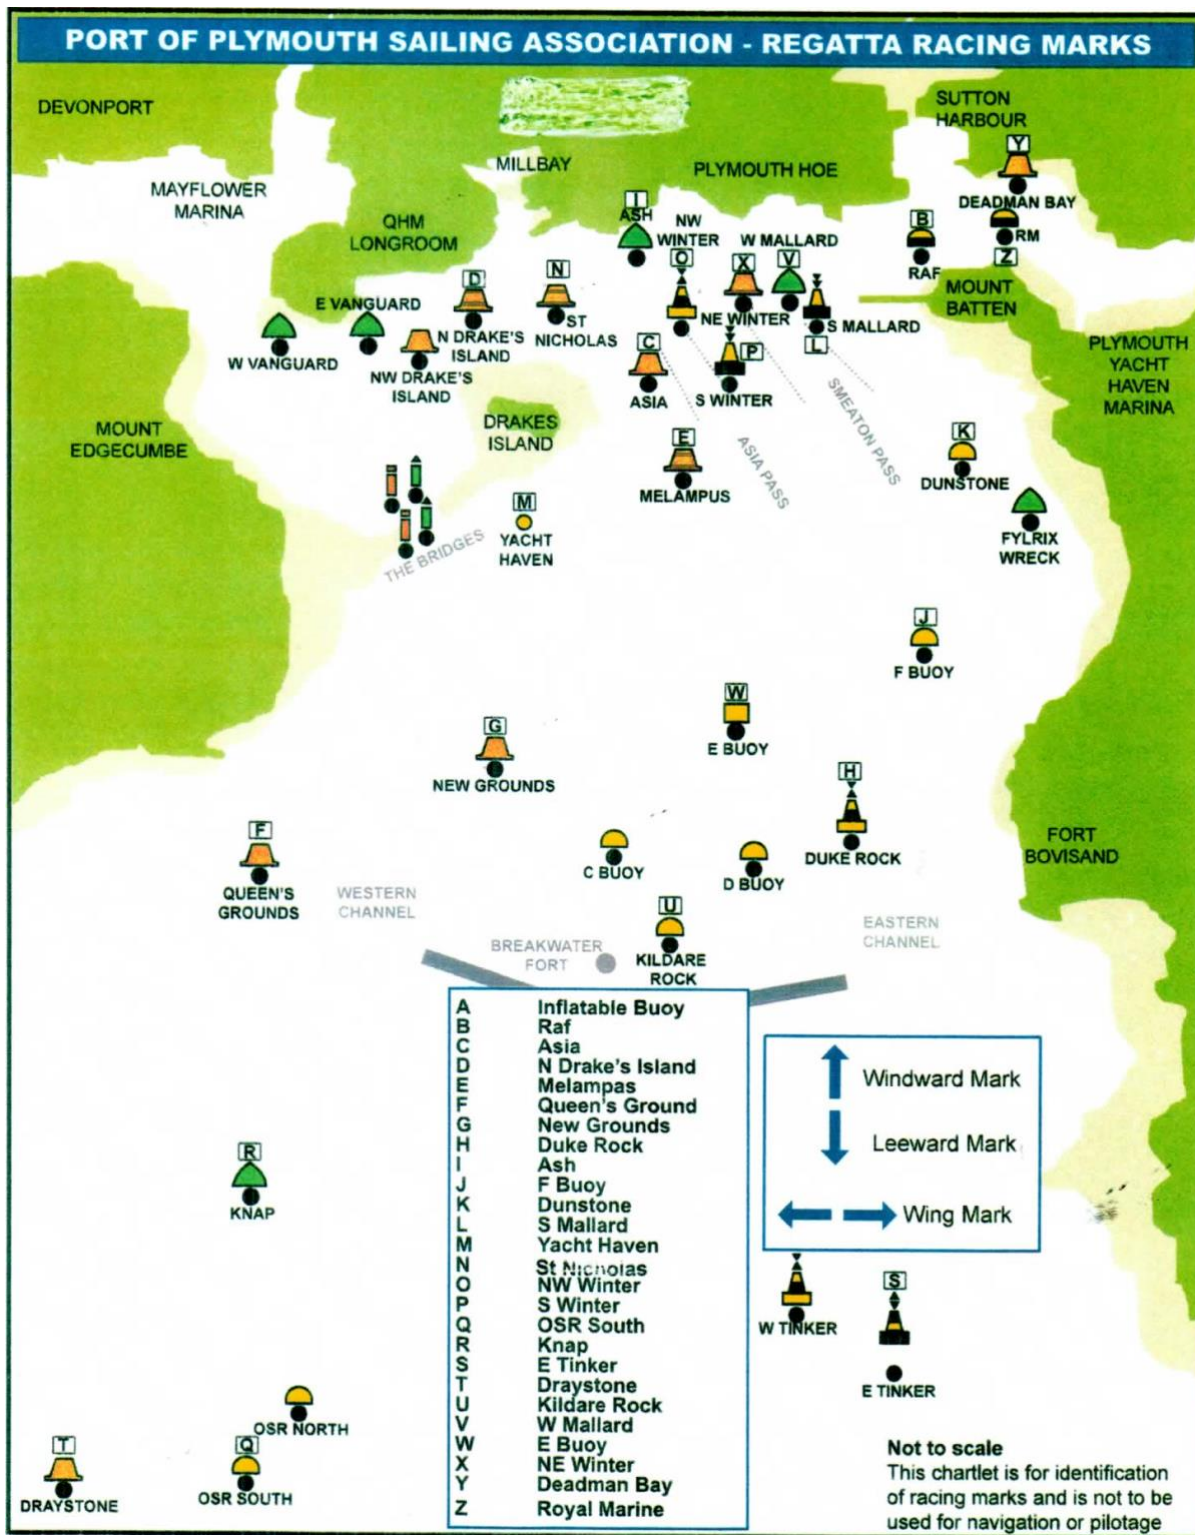 PORT OF PLYMOUTH SAILING ASSOCIATION - REGATTA RACING MARKS
DEVONPORT
SUTTON
HARBOUR
Y
MILLBAY
PLYMOUTH HOE
MAYFLOWER
MARINA
DEADMAN BAY
I
ASH
QHM
LONGROOM
NW
WINTER
W MALLARD
B
RM
RAF
Z
D
N
O
X
V
MOUNT
BATTEN
E VANGUARD
W VANGUARD
N DRAKE'S
ISLAND
ST
NICHOLAS
NE WINTER
S MALLARD
L
NW DRAKE'S
ISLAND
C
ASIA
P
S WINTER
PLYMOUTH
YACHT
HAVEN
MARINA
MOUNT
EDGECUMBE
DRAKES
ISLAND
E
MELAMPUS
ASIA PASS
SMEATON PASS
K
DUNSTONE
M
YACHT
HAVEN
THE BRIDGES
FYLRIX
WRECK
J
F BUOY
W
E BUOY
G
NEW GROUNDS
H
DUKE ROCK
F
QUEEN'S
GROUNDS
C BUOY
D BUOY
FORT
BOVISAND
WESTERN
CHANNEL
U
KILDARE
ROCK
EASTERN
CHANNEL
BREAKWATER
FORT
A Inflatable Buoy
B Raf
C Asia
D N Drake's Island
E Melampas
F Queen's Ground
G New Grounds
H Duke Rock
I Ash
J F Buoy
K Dunstone
L S Mallard
M Yacht Haven
N St Nicholas
O NW Winter
P S Winter
Q OSR South
R Knap
S E Tinker
T Draystone
U Kildare Rock
V W Mallard
W E Buoy
X NE Winter
Y Deadman Bay
Z Royal Marine
Windward Mark
Leeward Mark
Wing Mark
R
KNAP
W TINKER
S
E TINKER
OSR NORTH
T
DRAYSTONE
Q
OSR SOUTH
Not to scale
This chartlet is for identification
of racing marks and is not to be
used for navigation or pilotage